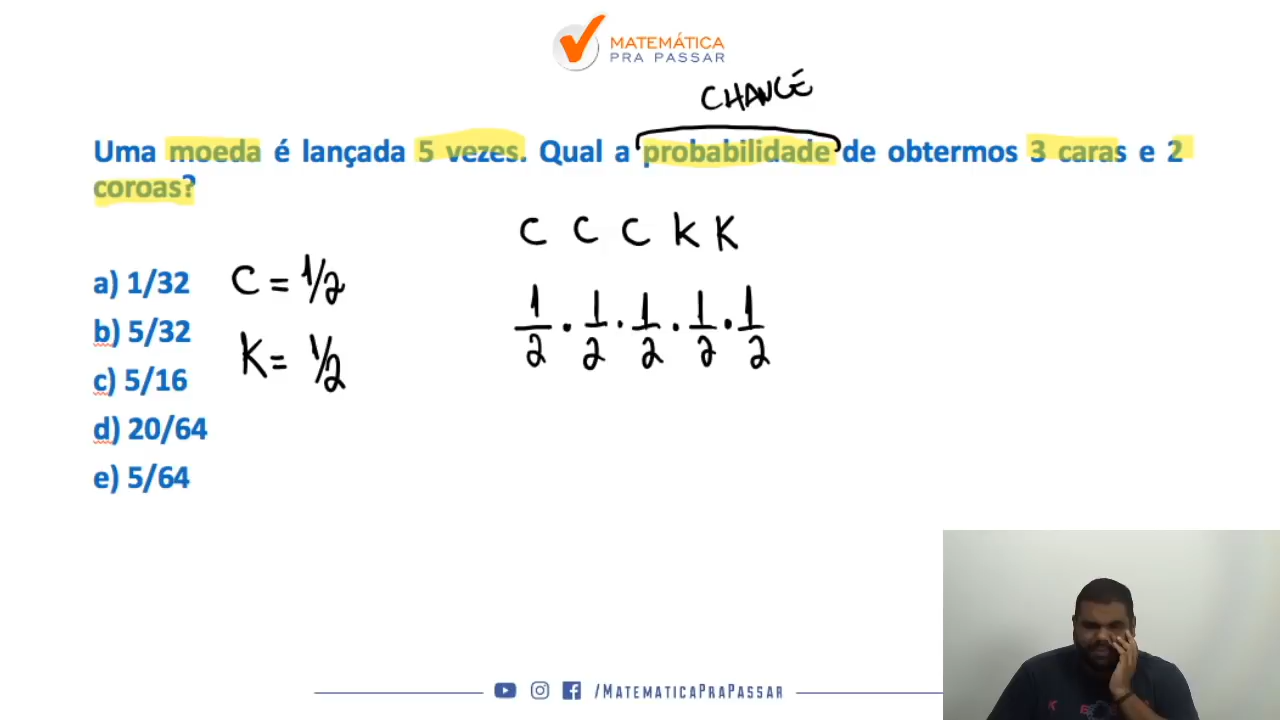 MATEMÁTICA
PRA PASSAR
CHANCE
Uma moeda é lançada 5 vezes. Qual a probabilidade de obtermos 3 caras e 2
coroas?
C C C K K
a) 1/32
C = 1/2
1/2 . 1/2 . 1/2 . 1/2 . 1/2
b) 5/32
K = 1/2
c) 5/16
d) 20/64
e) 5/64
/MATEMATICAPRAPASSAR